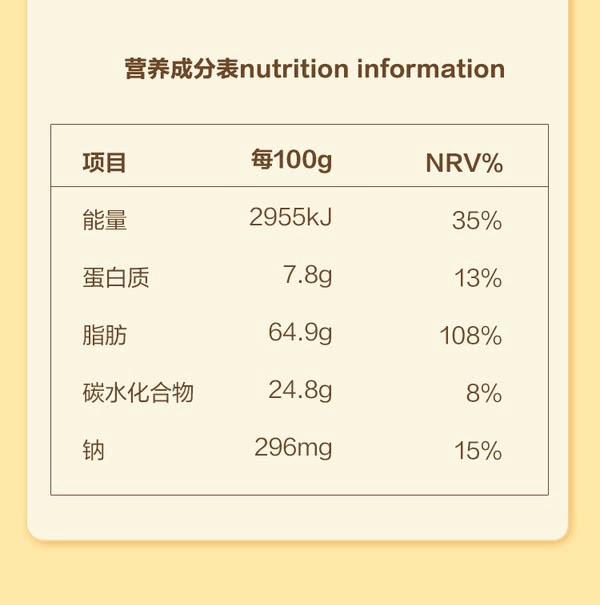 营养成分表nutrition information
项目 每100g NRV%
能量 2955kJ 35%
蛋白质 7.8g 13%
脂肪 64.9g 108%
碳水化合物 24.8g 8%
钠 296mg 15%